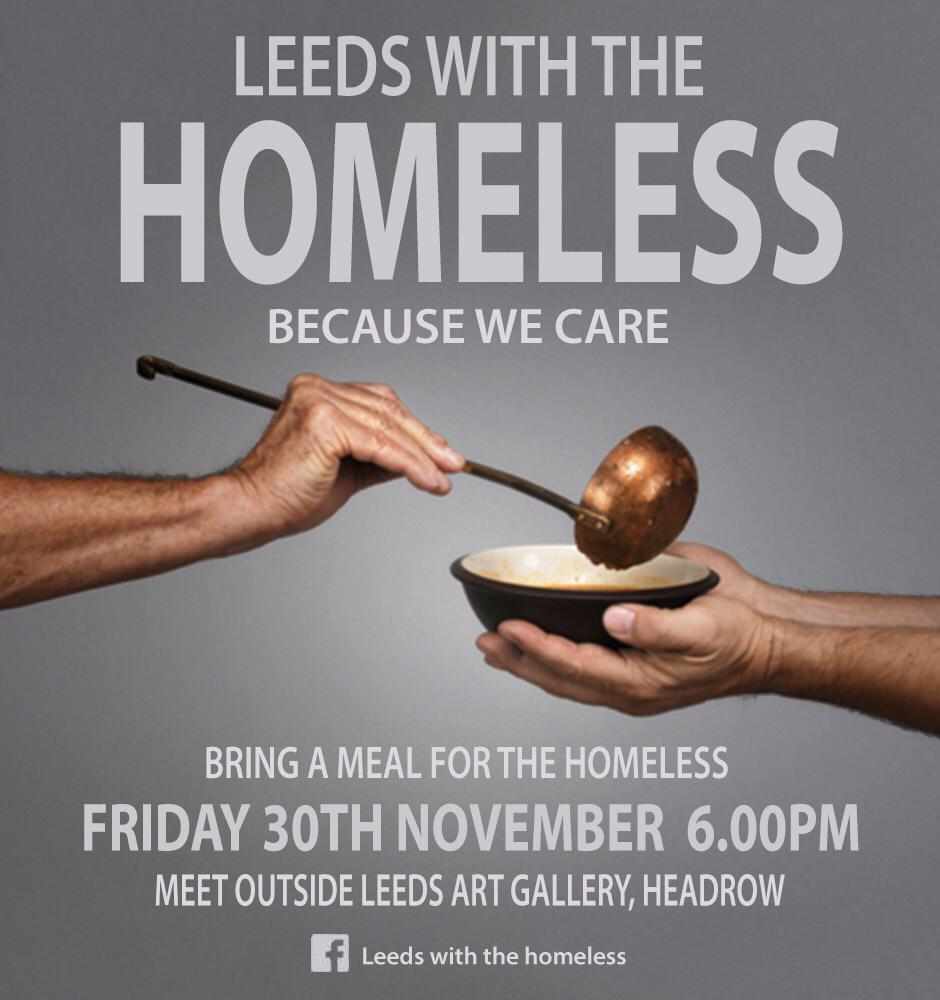 LEEDS WITH THE
HOMELESS
BECAUSE WE CARE
BRING A MEAL FOR THE HOMELESS
FRIDAY 30TH NOVEMBER 6.00PM
MEET OUTSIDE LEEDS ART GALLERY, HEADROW
f Leeds with the homeless